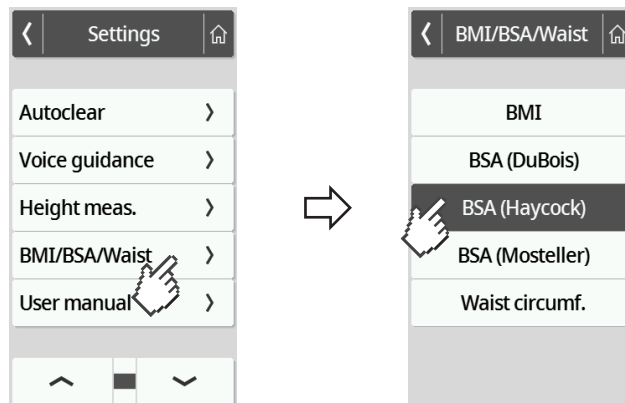 Settings
Autoclear
Voice guidance
Height meas.
BMI/BSA/Waist
User manual
BMI/BSA/Waist
BMI
BSA (DuBois)
BSA (Haycock)
BSA (Mosteller)
Waist circumf.